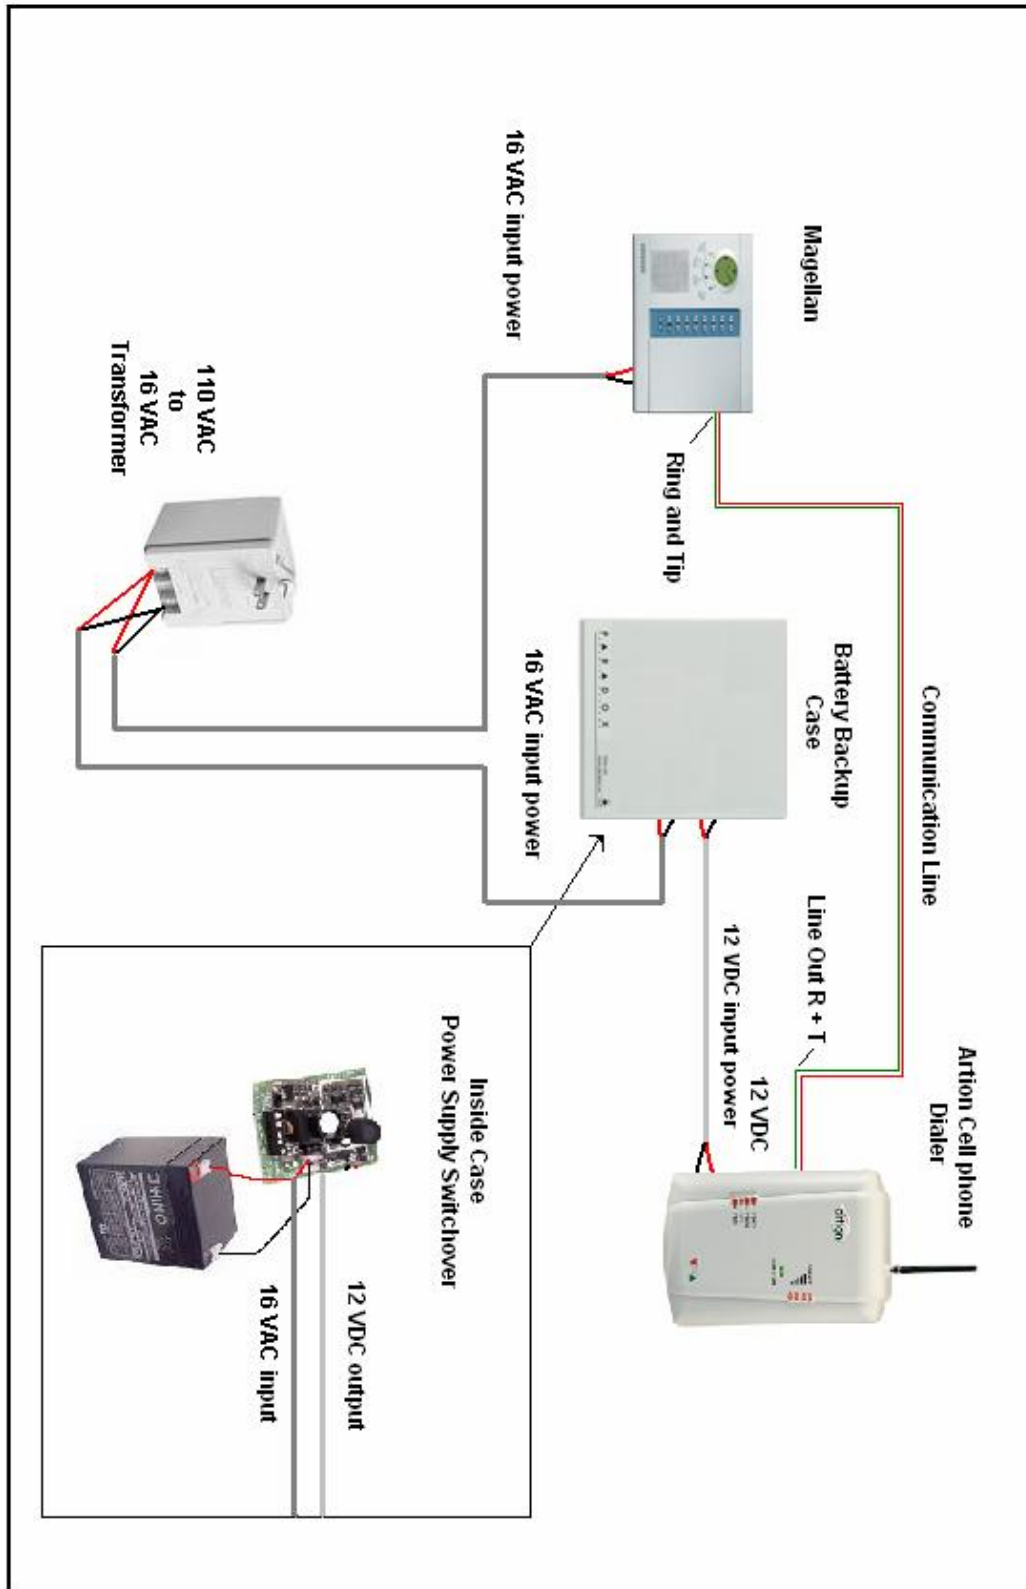 Magellan
16 VAC input power
Ring and Tip
Communication Line
110 VAC
to
16 VAC
Transformer
PARADOX
Battery Backup
Case
16 VAC input power
Line Out R + T
12 VDC
12 VDC input power
Artion Cell phone
Dialer
Inside Case
Power Supply Switchover
12 VDC output
16 VAC input